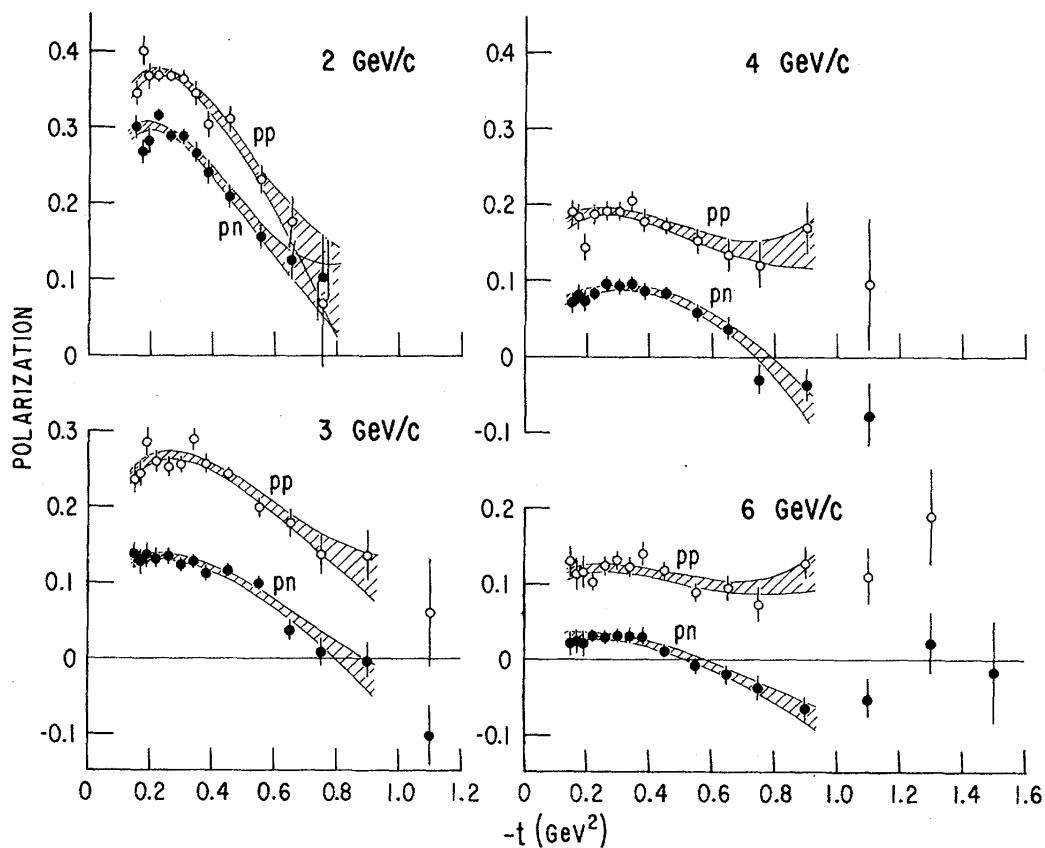 2 GeV/c
0.4
0.3
0.2
0.1
0
pp
pn
4 GeV/c
0.4
0.3
0.2
0.1
0
-0.1
pp
pn
POLARIZATION
3 GeV/c
0.3
0.2
0.1
0
-0.1
pp
pn
0 0.2 0.4 0.6 0.8 1.0 1.2
6 GeV/c
0.2
0.1
0
-0.1
pp
pn
0 0.2 0.4 0.6 0.8 1.0 1.2 1.4 1.6
-t (GeV²)